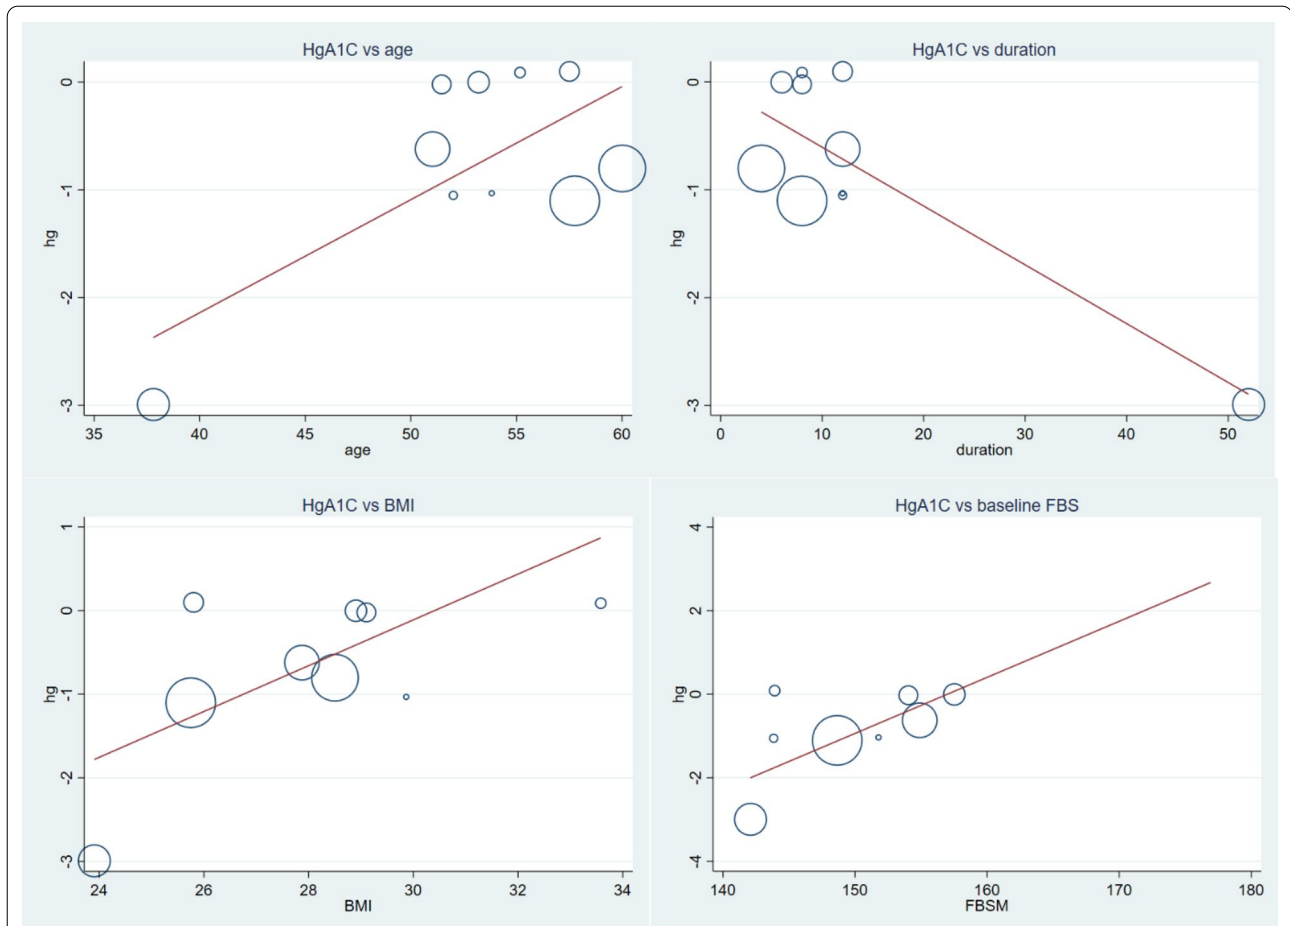 HgA1C vs age
0
-1
-2
-3
hg
35 40 45 50 55 60
age
HgA1C vs duration
0
-1
-2
-3
hg
0 10 20 30 40 50
duration
HgA1C vs BMI
1
0
-1
-2
-3
hg
24 26 28 30 32 34
BMI
HgA1C vs baseline FBS
4
2
0
-2
-4
hg
140 150 160 170 180
FBSM